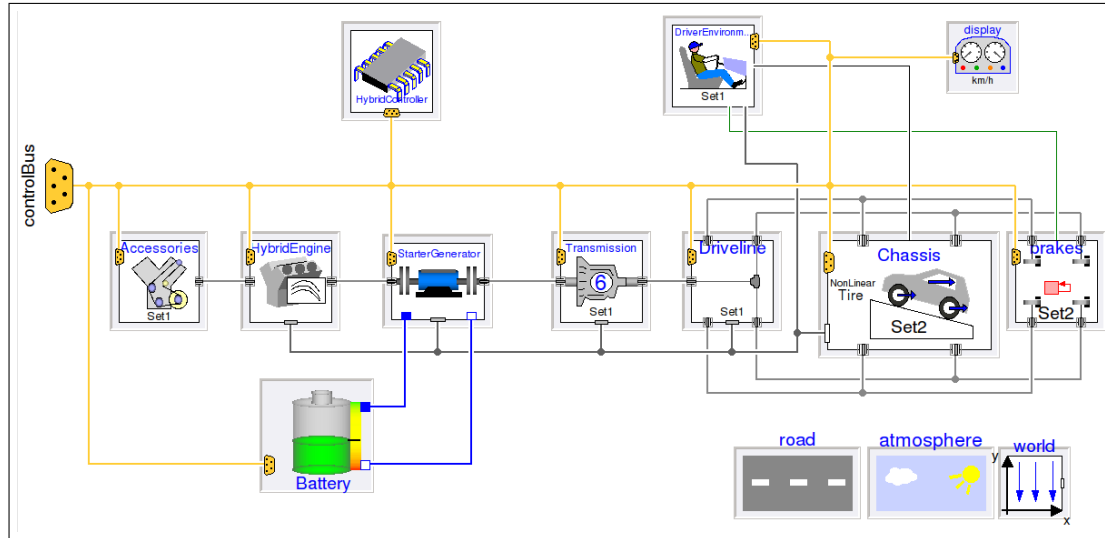 HybridController
DriverEnvironm...
Set1
display
km/h
controlBus
Accessories
Set1
HybridEngine
StarterGenerator
Transmission
6
Set1
Driveline
Set1
Chassis
NonLinear
Tire
Set2
brakes
Set2
Battery
road
atmosphere
world
y
x